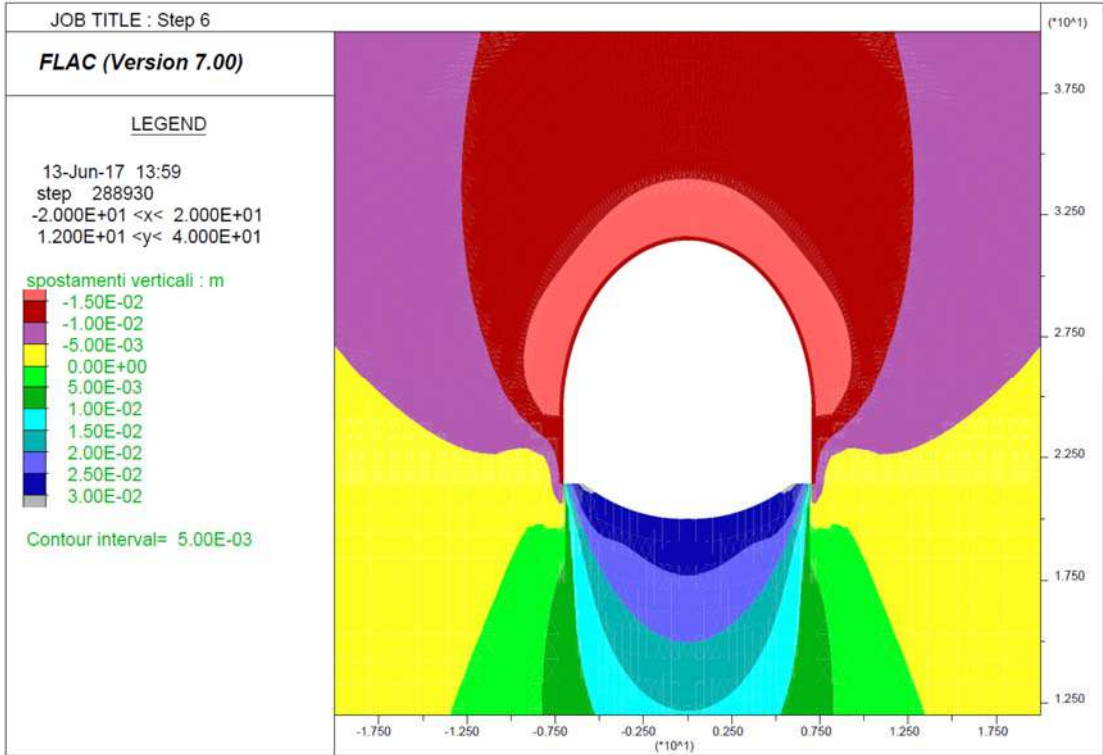 JOB TITLE : Step 6
(*10^1)
FLAC (Version 7.00)
LEGEND
13-Jun-17 13:59
step 288930
-2.000E+01 <x< 2.000E+01
1.200E+01 <y< 4.000E+01
spostamenti verticali : m
-1.50E-02
-1.00E-02
-5.00E-03
0.00E+00
5.00E-03
1.00E-02
1.50E-02
2.00E-02
2.50E-02
3.00E-02
Contour interval= 5.00E-03
3.750
3.250
2.750
2.250
1.750
1.250
-1.750 -1.250 -0.750 -0.250 0.250 0.750 1.250 1.750
(*10^1)